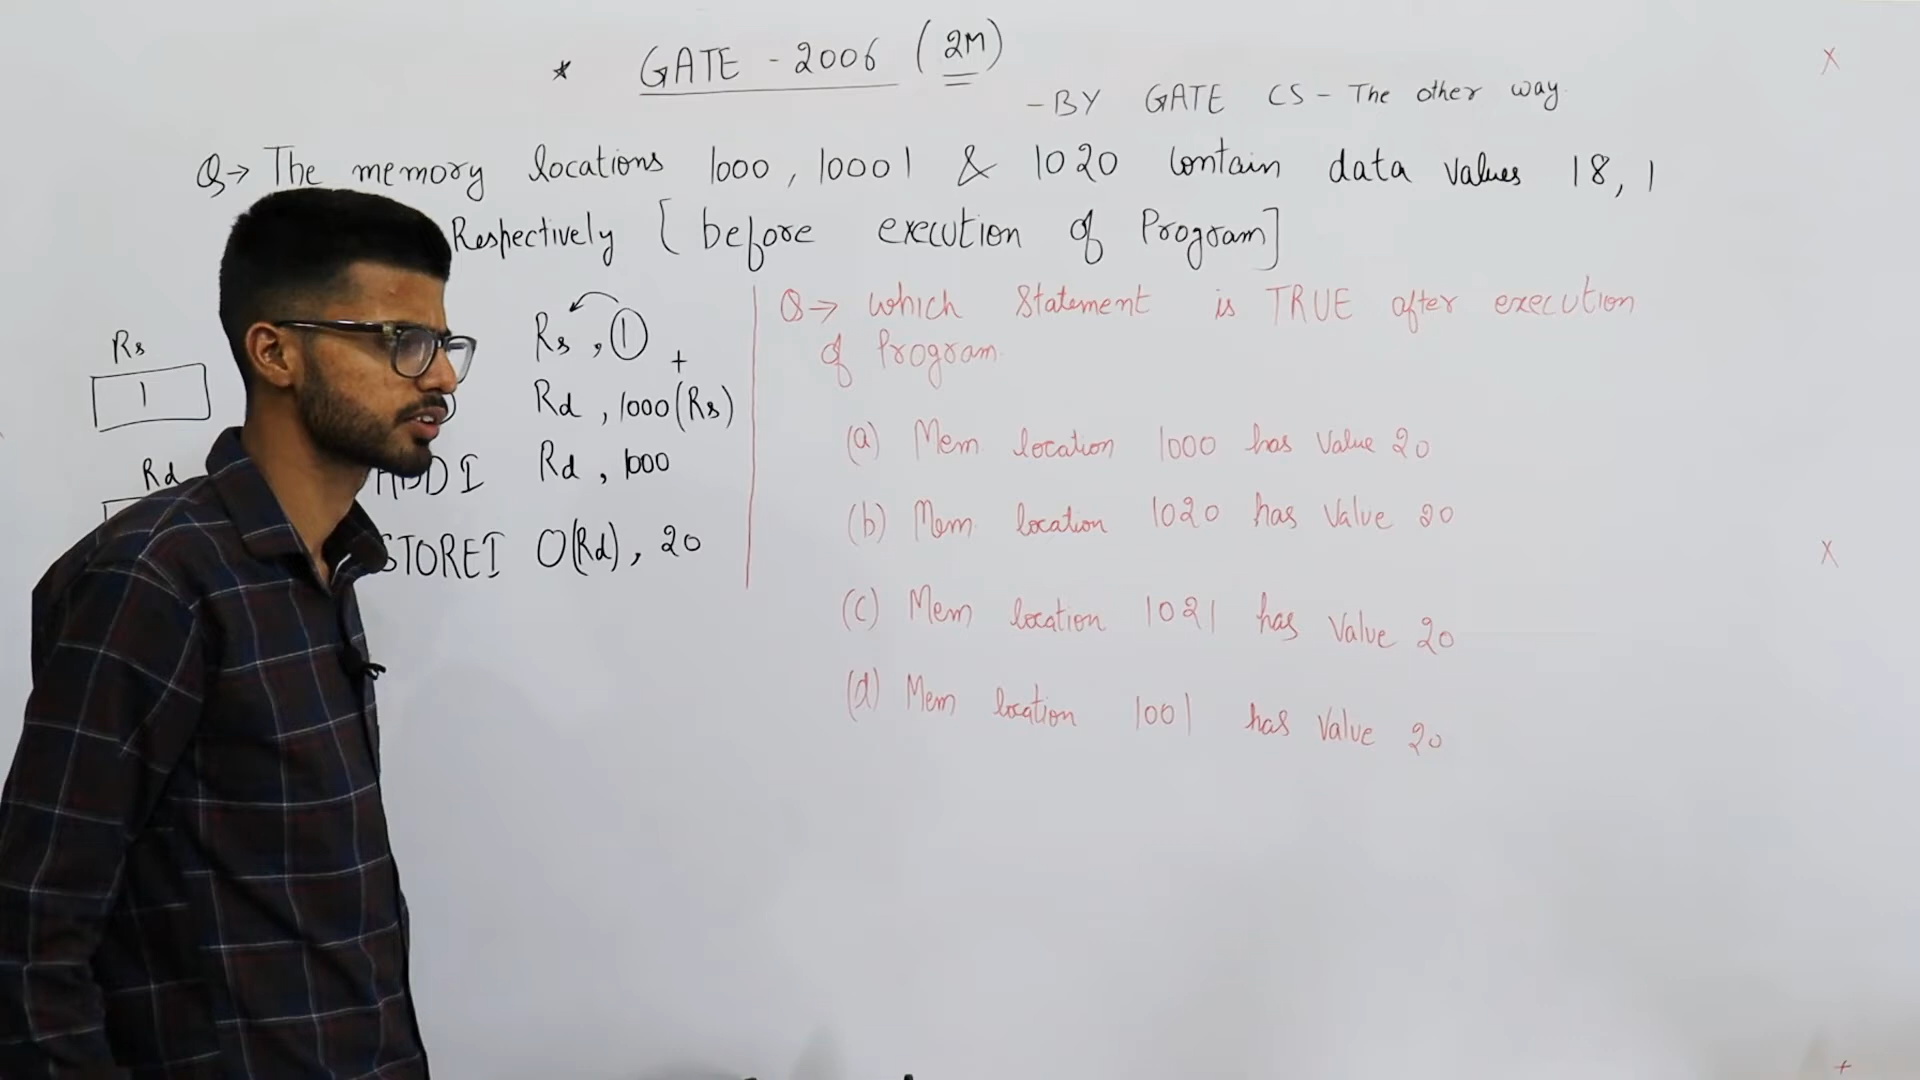 * GATE - 2006 (2M)
- BY GATE CS - The other way.
Q→ The memory locations 1000, 10001 & 1020 contain data values 18, 1
Respectively [before execution of Program]
Rs
1
Rd
Rs, 1
+
Rd, 1000(Rs)
ADDI Rd, 1000
STOREI O(Rd), 20
Q→ which Statement is TRUE after execution
of Program.
(a) Mem location 1000 has Value 20
(b) Mem. location 1020 has Value 20
(c) Mem location 1021 has Value 20
(d) Mem location 1001 has Value 20